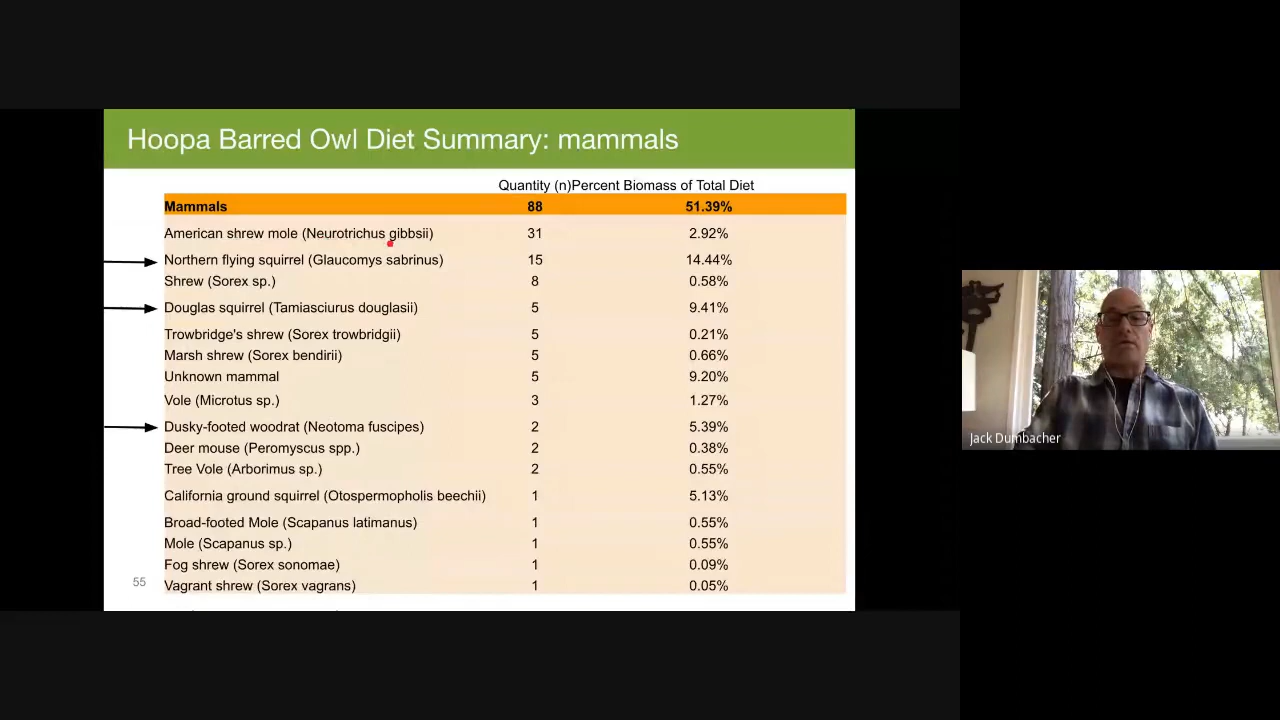 Hoopa Barred Owl Diet Summary: mammals
Quantity (n)Percent Biomass of Total Diet
Mammals 88 51.39%
American shrew mole (Neurotrichus gibbsii) 31 2.92%
Northern flying squirrel (Glaucomys sabrinus) 15 14.44%
Shrew (Sorex sp.) 8 0.58%
Douglas squirrel (Tamiasciurus douglasii) 5 9.41%
Trowbridge's shrew (Sorex trowbridgii) 5 0.21%
Marsh shrew (Sorex bendirii) 5 0.66%
Unknown mammal 5 9.20%
Vole (Microtus sp.) 3 1.27%
Dusky-footed woodrat (Neotoma fuscipes) 2 5.39%
Deer mouse (Peromyscus spp.) 2 0.38%
Tree Vole (Arborimus sp.) 2 0.55%
California ground squirrel (Otospermopholis beechii) 1 5.13%
Broad-footed Mole (Scapanus latimanus) 1 0.55%
Mole (Scapanus sp.) 1 0.55%
Fog shrew (Sorex sonomae) 1 0.09%
Vagrant shrew (Sorex vagrans) 1 0.05%
55
Jack Dumbacher